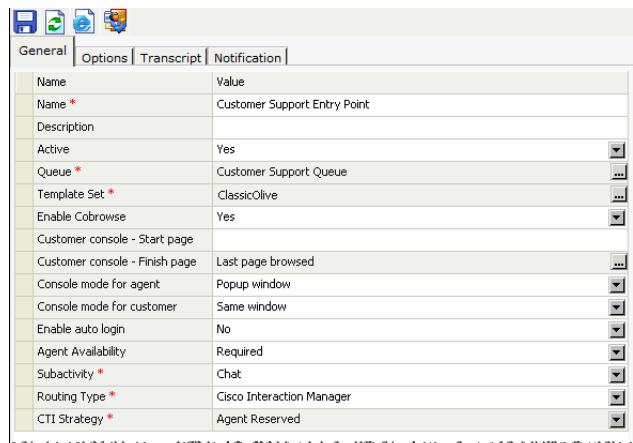 General Options Transcript Notification
Name Value
Name * Customer Support Entry Point
Description
Active Yes
Queue * Customer Support Queue
Template Set * ClassicOlive
Enable Cobrowse Yes
Customer console - Start page
Customer console - Finish page Last page browsed
Console mode for agent Popup window
Console mode for customer Same window
Enable auto login No
Agent Availability Required
Subactivity * Chat
Routing Type * Cisco Interaction Manager
CTI Strategy * Agent Reserved